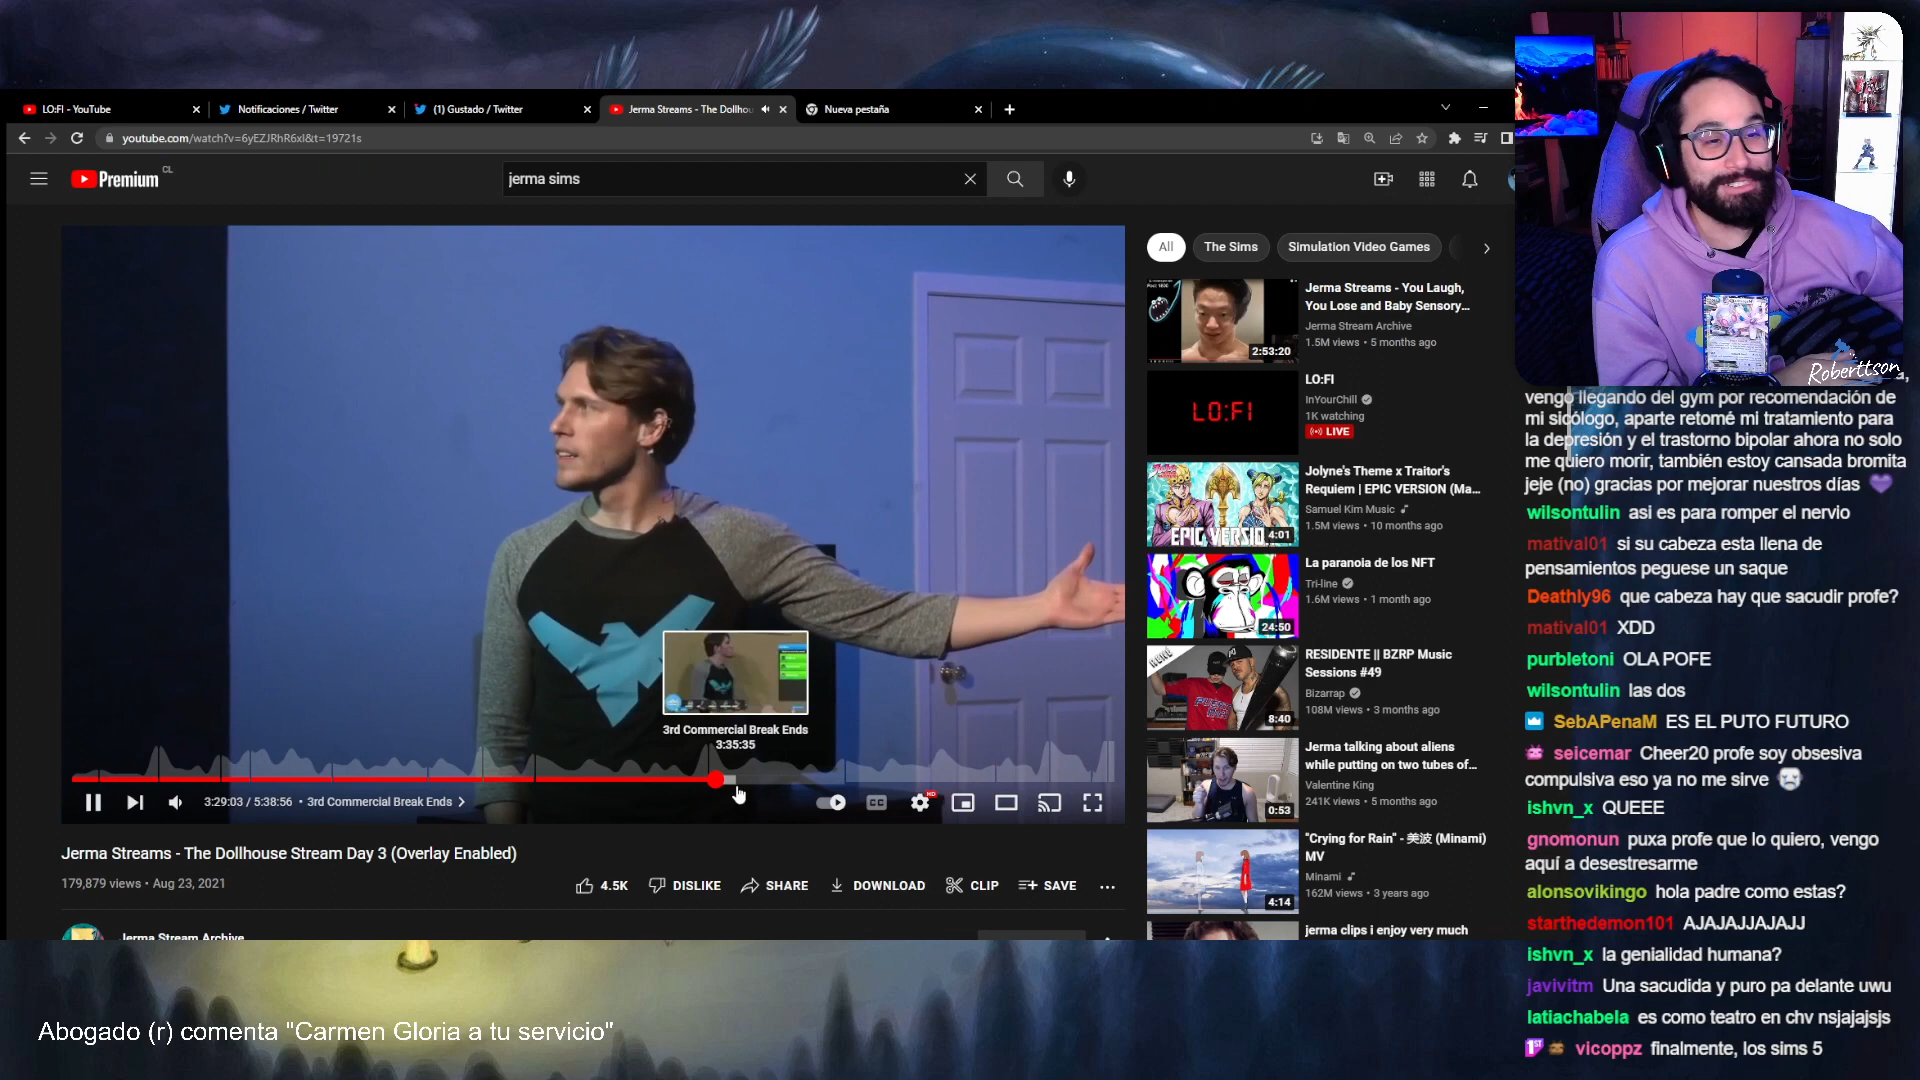 LO:FI - YouTube
Notificaciones / Twitter
(1) Gustado / Twitter
Jerma Streams - The Dollhou
Nueva pestaña
youtube.com/watch?v=6yEZJRhR6xI&t=19721s
Premium
CL
jerma sims
All
The Sims
Simulation Video Games
Jerma Streams - You Laugh,
You Lose and Baby Sensory...
Jerma Stream Archive
1.5M views • 5 months ago
2:53:20
LO:FI
LO:FI
InYourChill
1K watching
LIVE
Jolyne's Theme x Traitor's
Requiem | EPIC VERSION (Ma...
Samuel Kim Music
1.5M views • 10 months ago
EPIC VERSIO
4:01
La paranoia de los NFT
Tri-line
1.6M views • 1 month ago
24:50
RESIDENTE || BZRP Music
Sessions #49
Bizarrap
108M views • 3 months ago
8:40
Jerma talking about aliens
while putting on two tubes of...
Valentine King
241K views • 5 months ago
0:53
"Crying for Rain" - 美波 (Minami)
MV
Minami
162M views • 3 years ago
4:14
jerma clips i enjoy very much
3rd Commercial Break Ends
3:35:35
3:29:03 / 5:38:56 • 3rd Commercial Break Ends
CC
HD
Jerma Streams - The Dollhouse Stream Day 3 (Overlay Enabled)
179,879 views • Aug 23, 2021
4.5K
DISLIKE
SHARE
DOWNLOAD
CLIP
SAVE
Jerma Stream Archive
Abogado (r) comenta "Carmen Gloria a tu servicio"
Roberttson
vengo llegando del gym por recomendación de
mi sicólogo, aparte retomé mi tratamiento para
la depresión y el trastorno bipolar ahora no solo
me quiero morir, también estoy cansada bromita
jeje (no) gracias por mejorar nuestros días
wilsontulin asi es para romper el nervio
matival01 si su cabeza esta llena de
pensamientos peguese un saque
Deathly96 que cabeza hay que sacudir profe?
matival01 XDD
purbletoni OLA POFE
wilsontulin las dos
SebAPenaM ES EL PUTO FUTURO
seicemar Cheer20 profe soy obsesiva
compulsiva eso ya no me sirve
ishvn_x QUEEE
gnomonun puxa profe que lo quiero, vengo
aquí a desestresarme
alonsovikingo hola padre como estas?
starthedemon101 AJAJAJJAJAJJ
ishvn_x la genialidad humana?
javivitm Una sacudida y puro pa delante uwu
latiachabela es como teatro en chv nsjajajsjs
1ST vicoppz finalmente, los sims 5